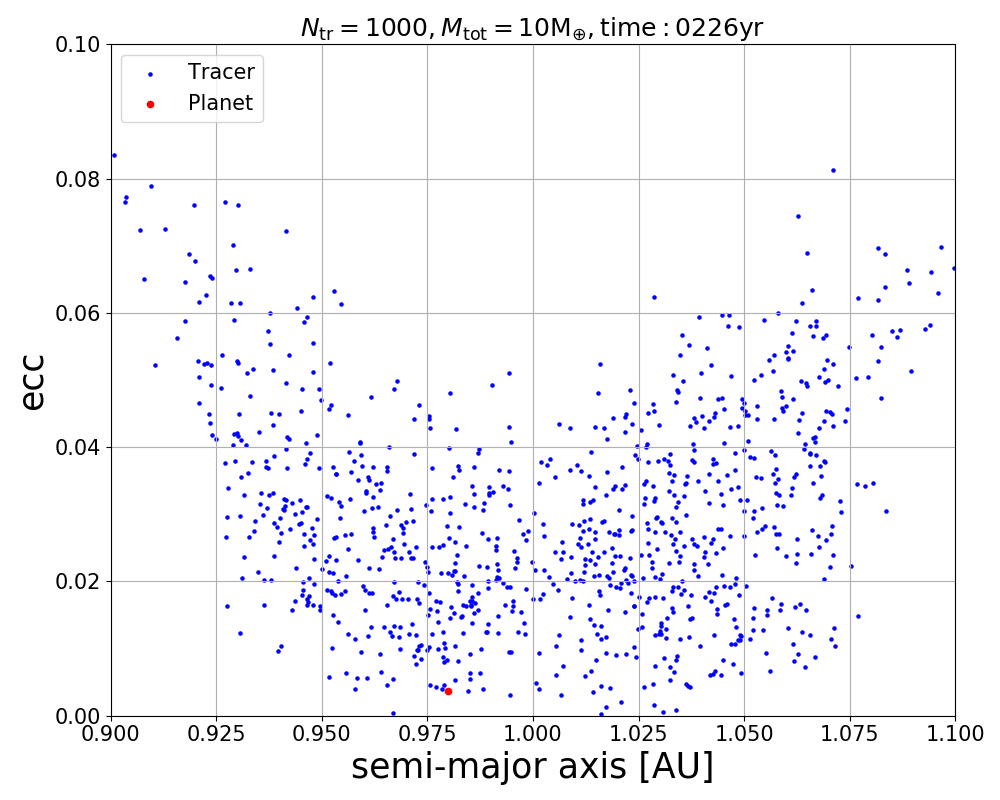 N_tr = 1000, M_tot = 10M_⊕, time : 0226yr
Tracer
Planet
0.10
0.08
0.06
0.04
0.02
0.00
ecc
0.900 0.925 0.950 0.975 1.000 1.025 1.050 1.075 1.100
semi-major axis [AU]